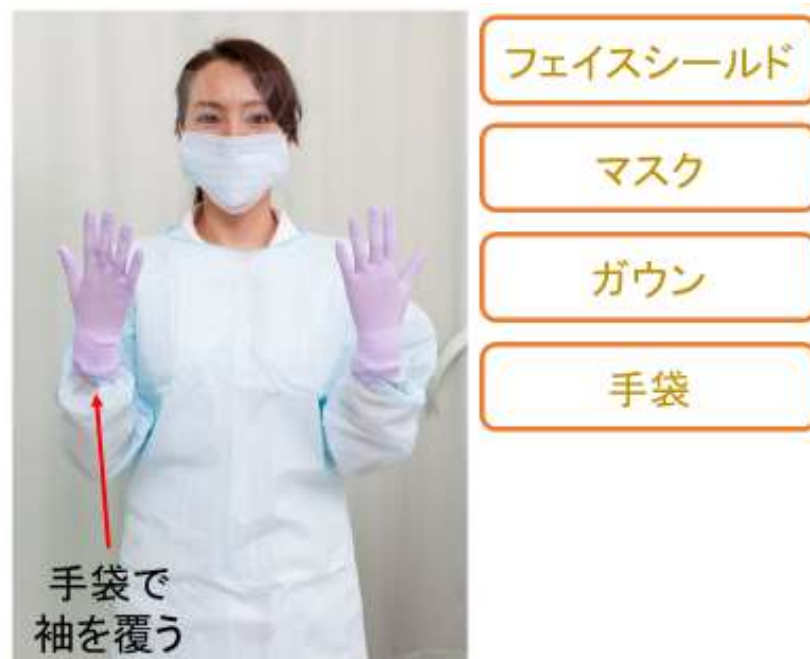 フェイスシールド
マスク
ガウン
手袋
手袋で
袖を覆う